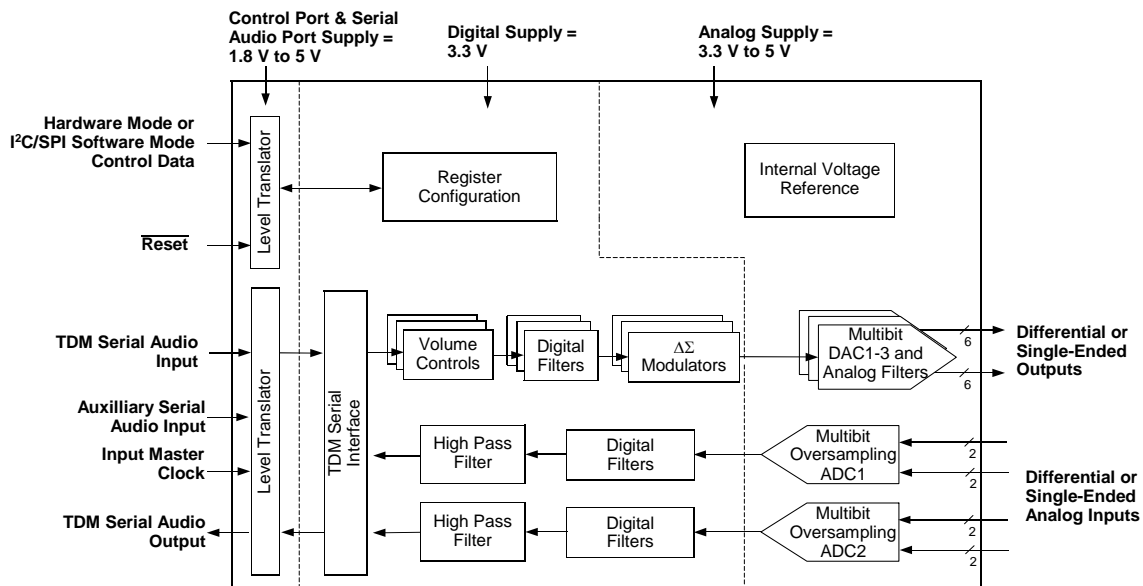 Control Port & Serial
Audio Port Supply =
1.8 V to 5 V
Digital Supply =
3.3 V
Analog Supply =
3.3 V to 5 V
Hardware Mode or
I²C/SPI Software Mode
Control Data
Reset
Level Translator
Register
Configuration
Internal Voltage
Reference
TDM Serial Audio
Input
Auxilliary Serial
Audio Input
Input Master
Clock
TDM Serial Audio
Output
Level Translator
TDM Serial
Interface
Volume
Controls
Digital
Filters
ΔΣ
Modulators
Multibit
DAC1-3 and
Analog Filters
6
6
Differential or
Single-Ended
Outputs
High Pass
Filter
Digital
Filters
Multibit
Oversampling
ADC1
2
2
High Pass
Filter
Digital
Filters
Multibit
Oversampling
ADC2
2
2
Differential or
Single-Ended
Analog Inputs